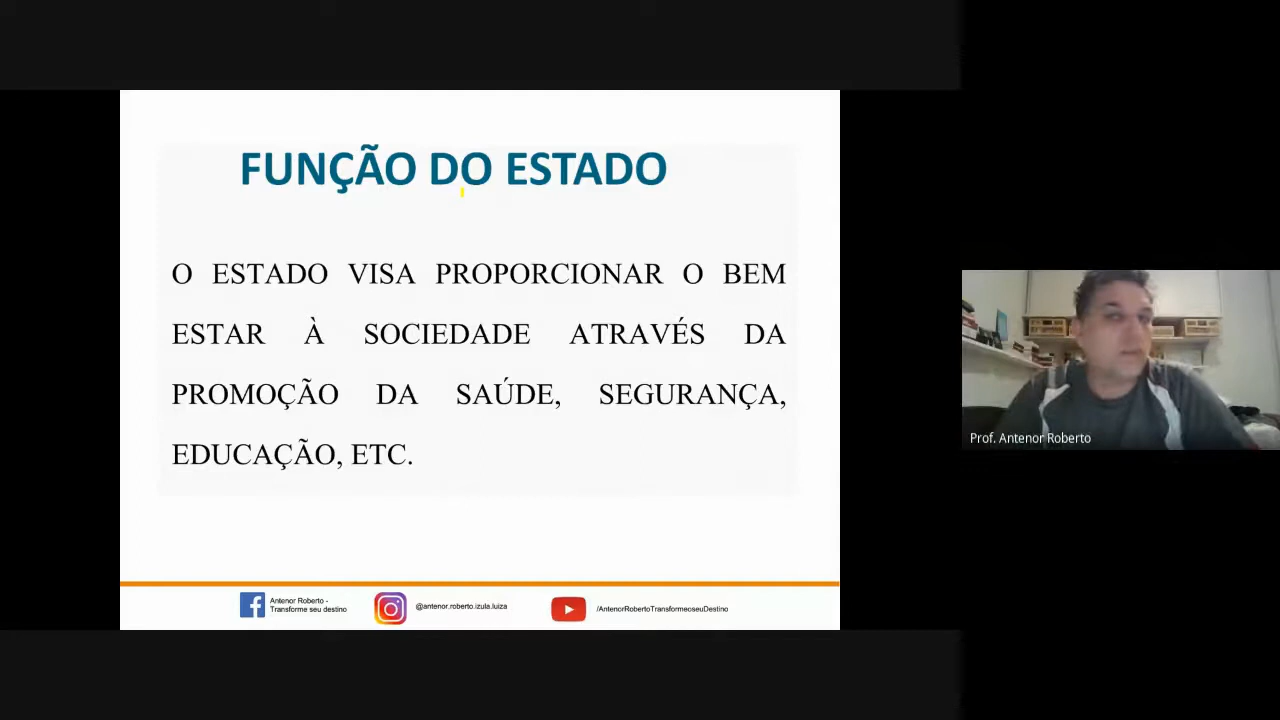 FUNÇÃO DO ESTADO
O ESTADO VISA PROPORCIONAR O BEM
ESTAR À SOCIEDADE ATRAVÉS DA
PROMOÇÃO DA SAÚDE, SEGURANÇA,
EDUCAÇÃO, ETC.
Prof. Antenor Roberto
Antenor Roberto -
Transforme seu destino
@antenor.roberto.izula.luiza
/AntenorRobertoTransformeoseuDestino